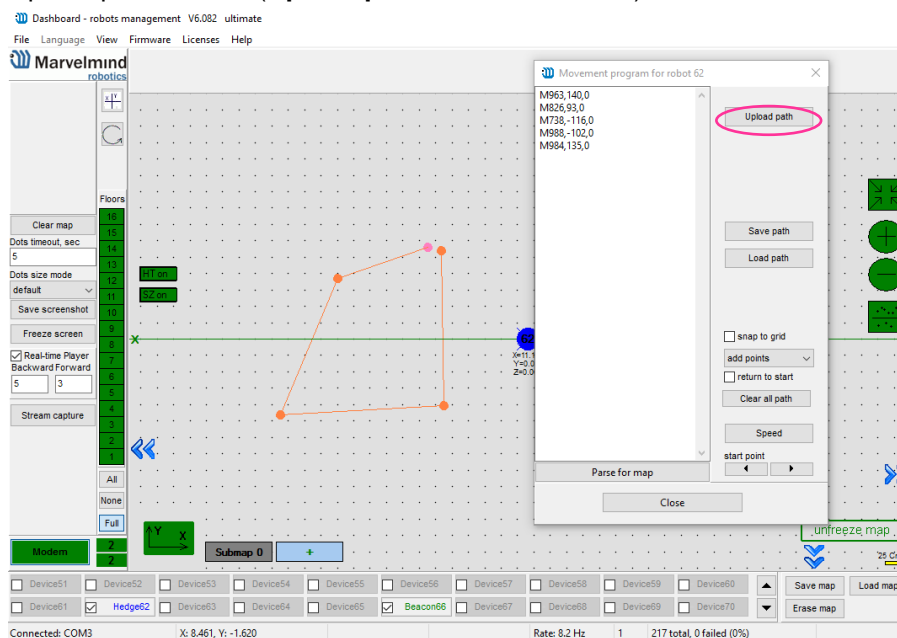 Dashboard - robots management V6.082 ultimate
File Language View Firmware Licenses Help
Marvelmind
robotics
Movement program for robot 62
M963,140,0
M826,93,0
M738,-116,0
M988,-102,0
M984,135,0
Upload path
Save path
Load path
snap to grid
add points
return to start
Clear all path
Speed
start point
Parse for map
Close
Floors
16
15
14
13
12
11
10
9
8
7
6
5
4
3
2
1
All
None
Full
2
2
Clear map
Dots timeout, sec
5
Dots size mode
default
Save screenshot
Freeze screen
Real-time Player
Backward Forward
5 3
Stream capture
Modem
HT on
SZ on
X
62
Y X
Submap 0 +
unfreeze map
Device51 Device52 Device53 Device54 Device55 Device56 Device57 Device58 Device59 Device60 Save map Load map
Device61 Hedge62 Device63 Device64 Device65 Beacon66 Device67 Device68 Device69 Device70 Erase map
Connected: COM3 X: 8.461, Y: -1.620 Rate: 8.2 Hz 1 217 total, 0 failed (0%)